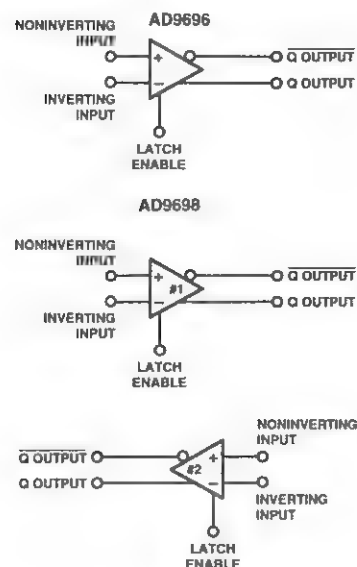 AD9696
NONINVERTING
INPUT
+
Q OUTPUT
−
Q OUTPUT
INVERTING
INPUT
LATCH
ENABLE
AD9698
NONINVERTING
INPUT
+
Q OUTPUT
#1
−
Q OUTPUT
INVERTING
INPUT
LATCH
ENABLE
NONINVERTING
INPUT
Q OUTPUT
+
#2
Q OUTPUT
−
INVERTING
INPUT
LATCH
ENABLE